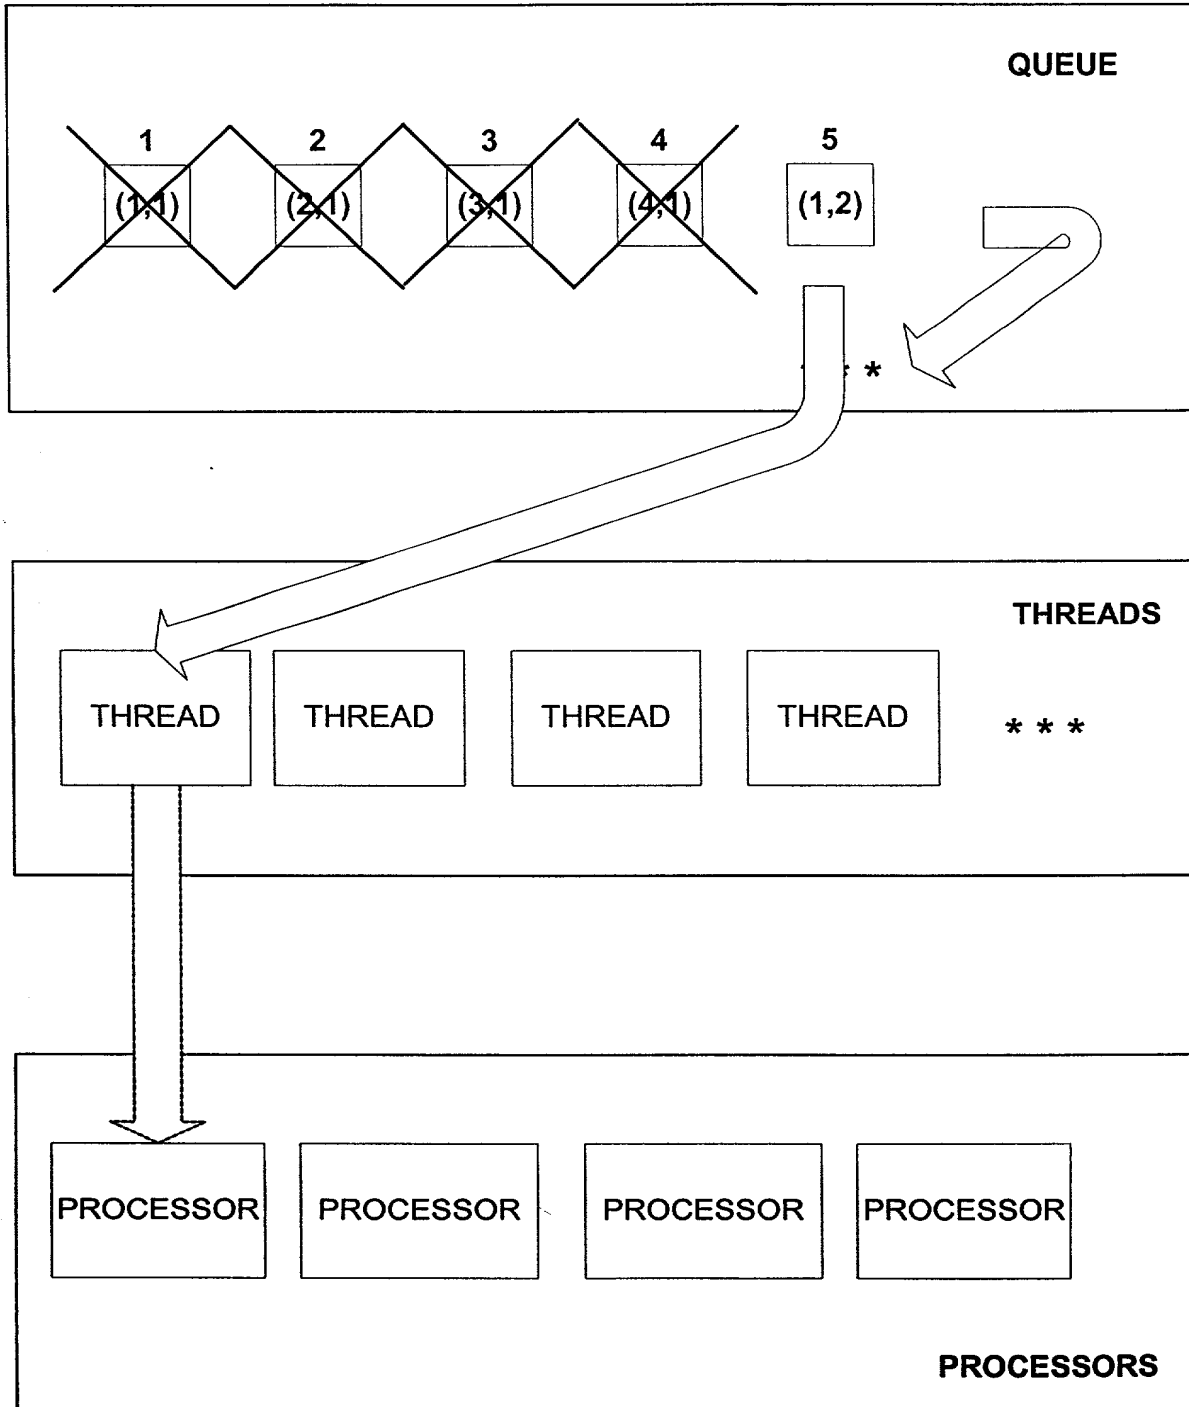 QUEUE
1 2 3 4 5
(1,1) (2,1) (3,1) (4,1) (1,2)
* *
THREADS
THREAD THREAD THREAD THREAD * * *
PROCESSOR PROCESSOR PROCESSOR PROCESSOR
PROCESSORS